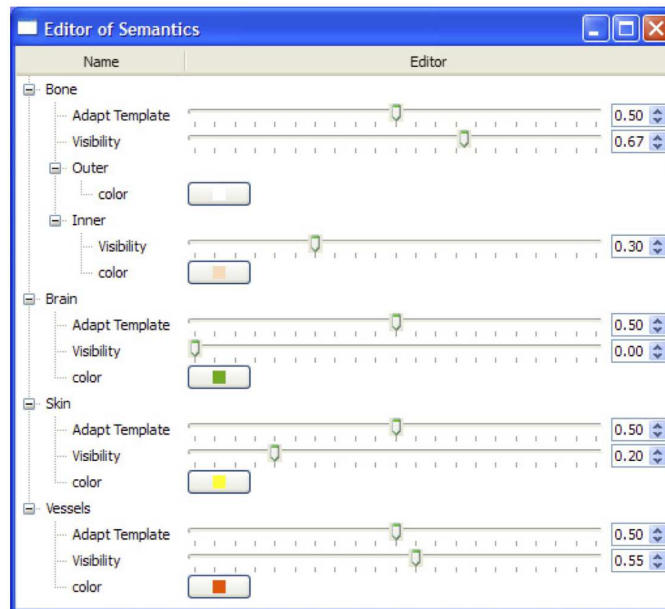 Editor of Semantics
Name Editor
Bone
Adapt Template 0.50
Visibility 0.67
Outer
color
Inner
Visibility 0.30
color
Brain
Adapt Template 0.50
Visibility 0.00
color
Skin
Adapt Template 0.50
Visibility 0.20
color
Vessels
Adapt Template 0.50
Visibility 0.55
color